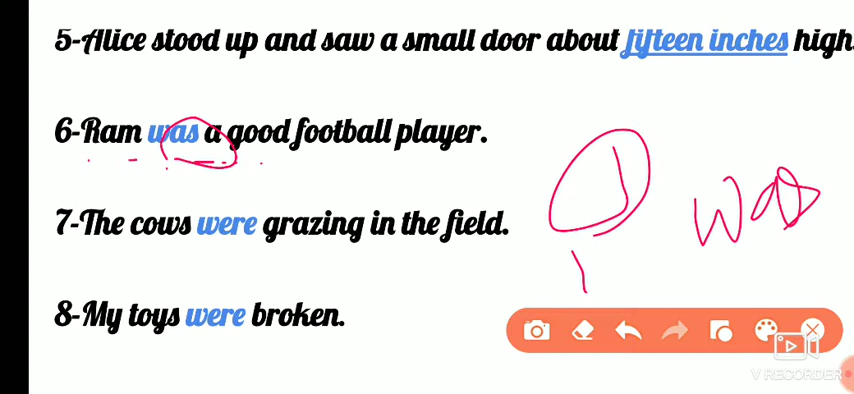 5-Alice stood up and saw a small door about fifteen inches high.
6-Ram was a good football player.
was
7-The cows were grazing in the field.
8-My toys were broken.
V RECORDER